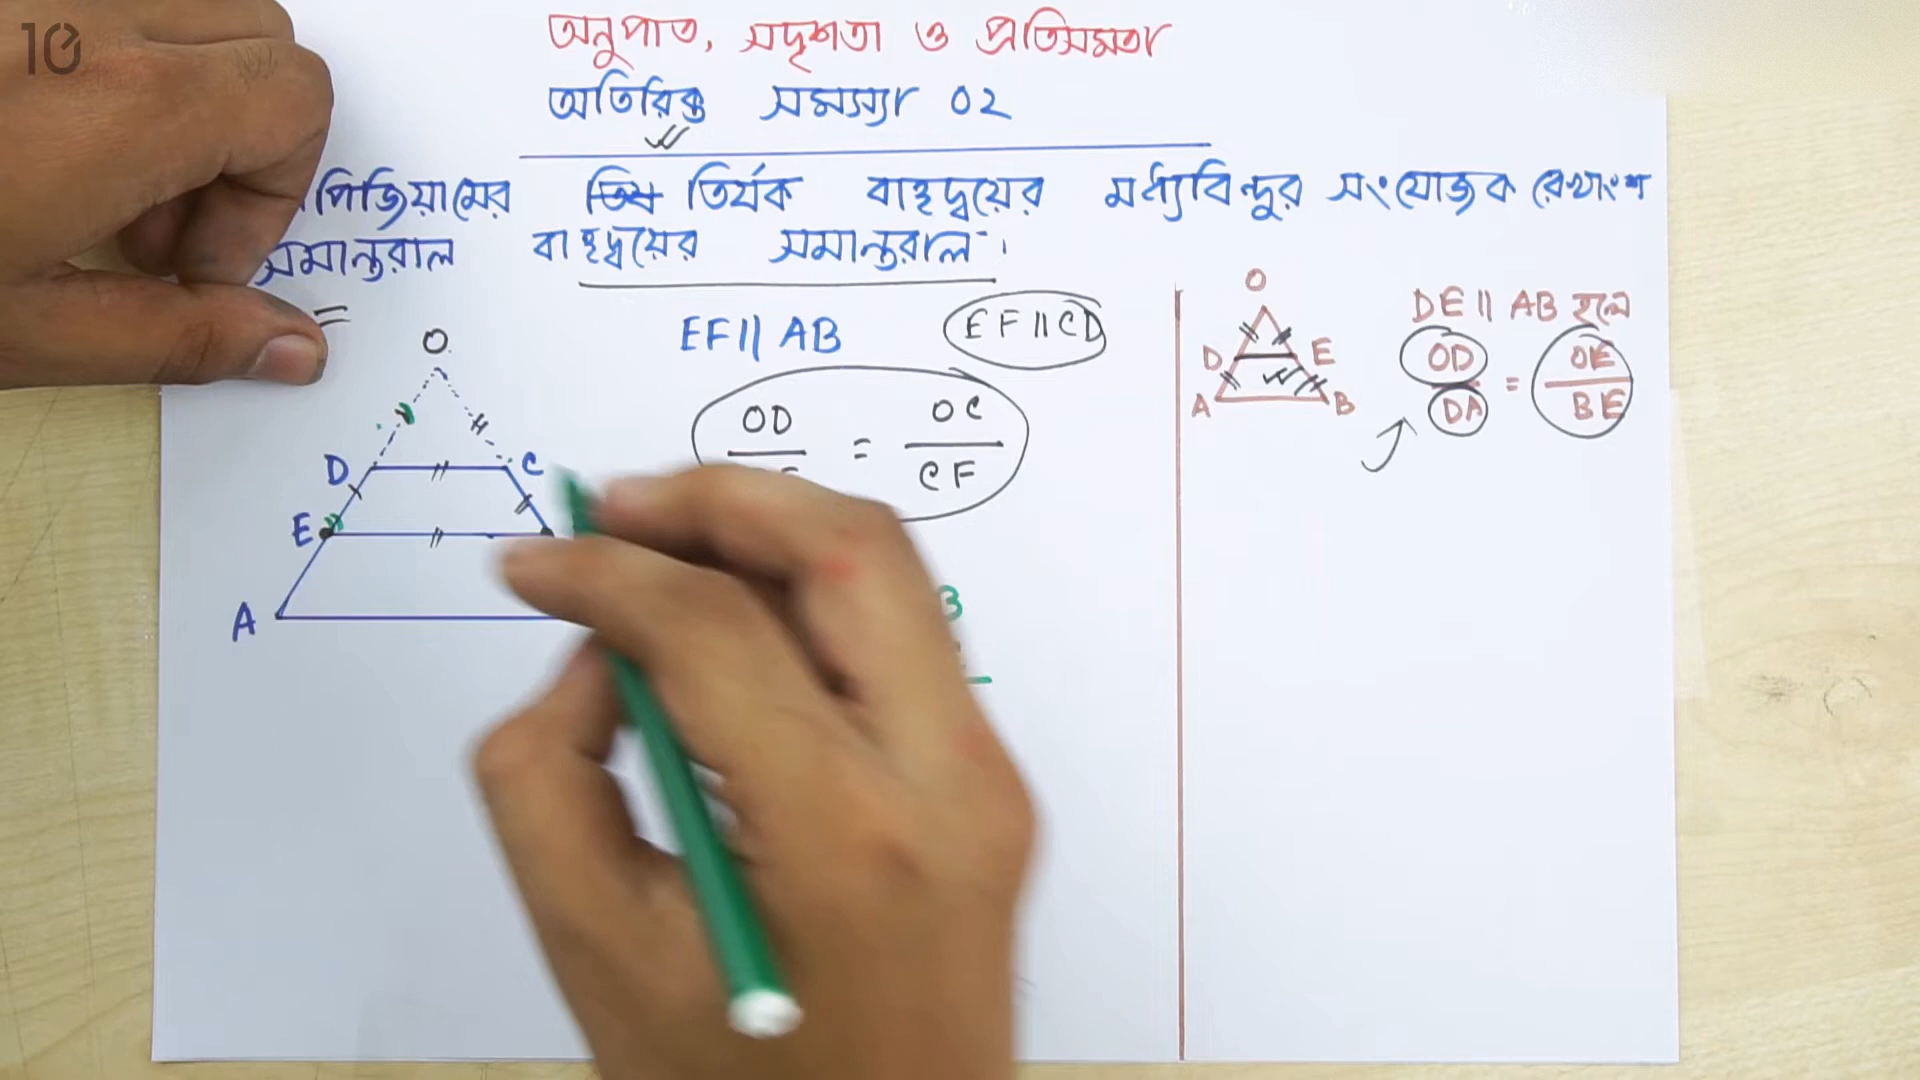 10
অনুপাত, সদৃশতা ও প্রতিসমতা
অতিরিক্ত সমস্যা ০২
পিজিয়ামের তির্যক বাহুদ্বয়ের মধ্যবিন্দুর সংযোজক রেখাংশ
সমান্তরাল বাহুদ্বয়ের সমান্তরাল।
EF || AB
EF || CD
O
D
C
E
A
OD = OC
CF
B
O
D
E
A
B
DE || AB হলে
OD = OE
DA BE